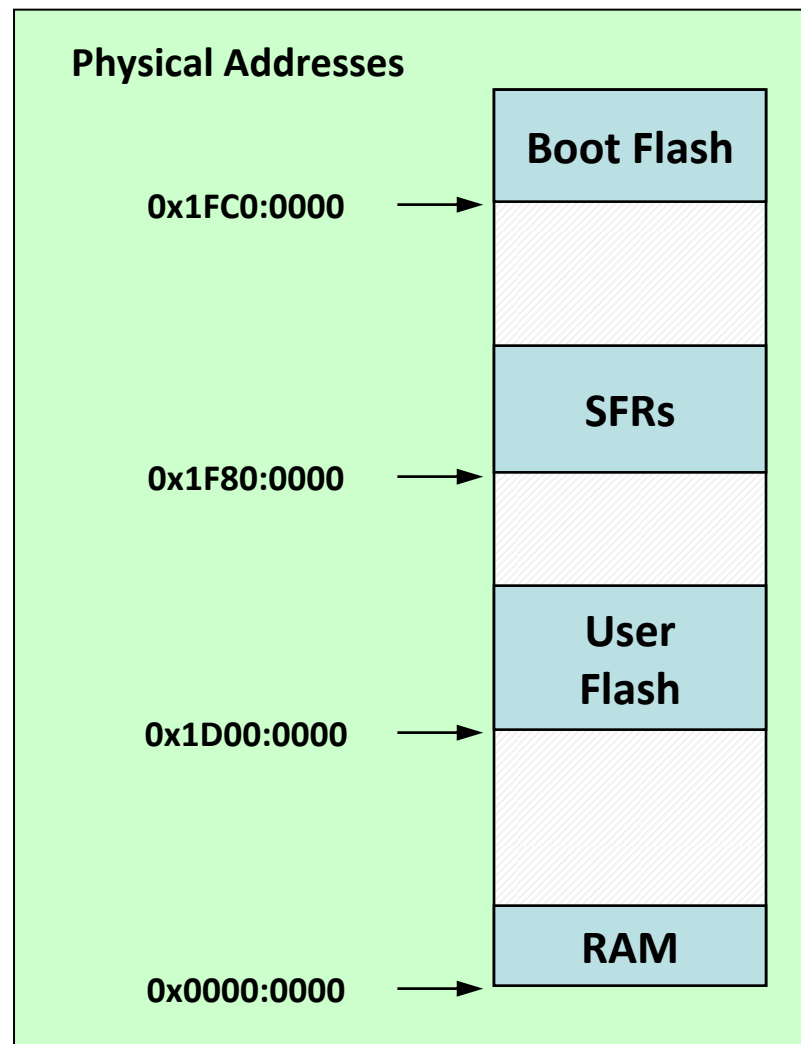 Physical Addresses
Boot Flash
0x1FC0:0000
SFRs
0x1F80:0000
User
Flash
0x1D00:0000
RAM
0x0000:0000